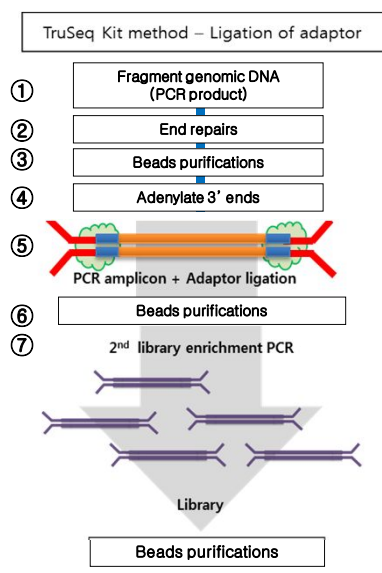 TruSeq Kit method – Ligation of adaptor
① Fragment genomic DNA
(PCR product)
② End repairs
③ Beads purifications
④ Adenylate 3’ ends
⑤
PCR amplicon + Adaptor ligation
⑥ Beads purifications
⑦ 2nd library enrichment PCR
Library
Beads purifications